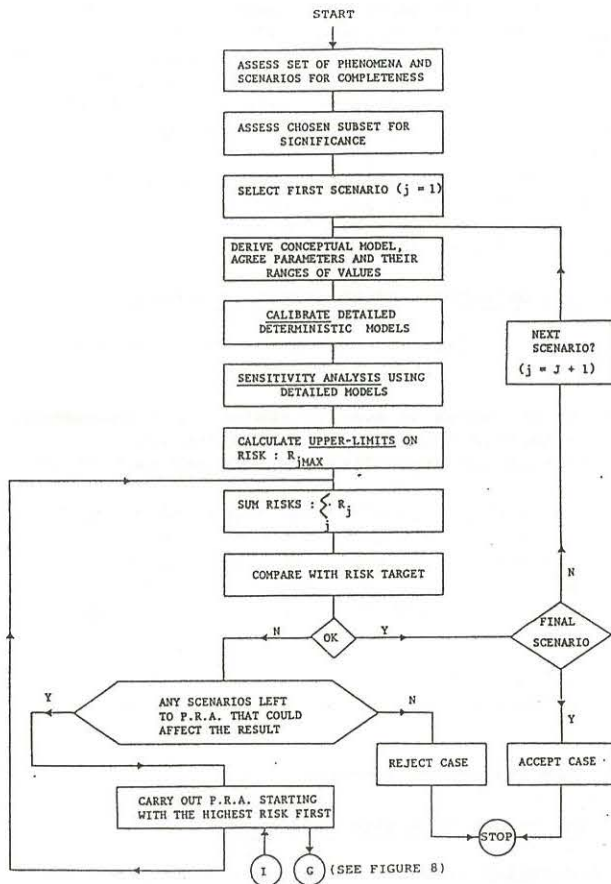 START
ASSESS SET OF PHENOMENA AND
SCENARIOS FOR COMPLETENESS
ASSESS CHOSEN SUBSET FOR
SIGNIFICANCE
SELECT FIRST SCENARIO (j = 1)
DERIVE CONCEPTUAL MODEL,
AGREE PARAMETERS AND THEIR
RANGES OF VALUES
CALIBRATE DETAILED
DETERMINISTIC MODELS
NEXT
SCENARIO?
(j = J + 1)
SENSITIVITY ANALYSIS USING
DETAILED MODELS
CALCULATE UPPER-LIMITS ON
RISK : RjMAX
SUM RISKS : Σj Rj
COMPARE WITH RISK TARGET
N
N
OK
Y
FINAL
SCENARIO
Y
ANY SCENARIOS LEFT
TO P.R.A. THAT COULD
AFFECT THE RESULT
N
Y
REJECT CASE
ACCEPT CASE
CARRY OUT P.R.A. STARTING
WITH THE HIGHEST RISK FIRST
STOP
I
G
(SEE FIGURE 8)